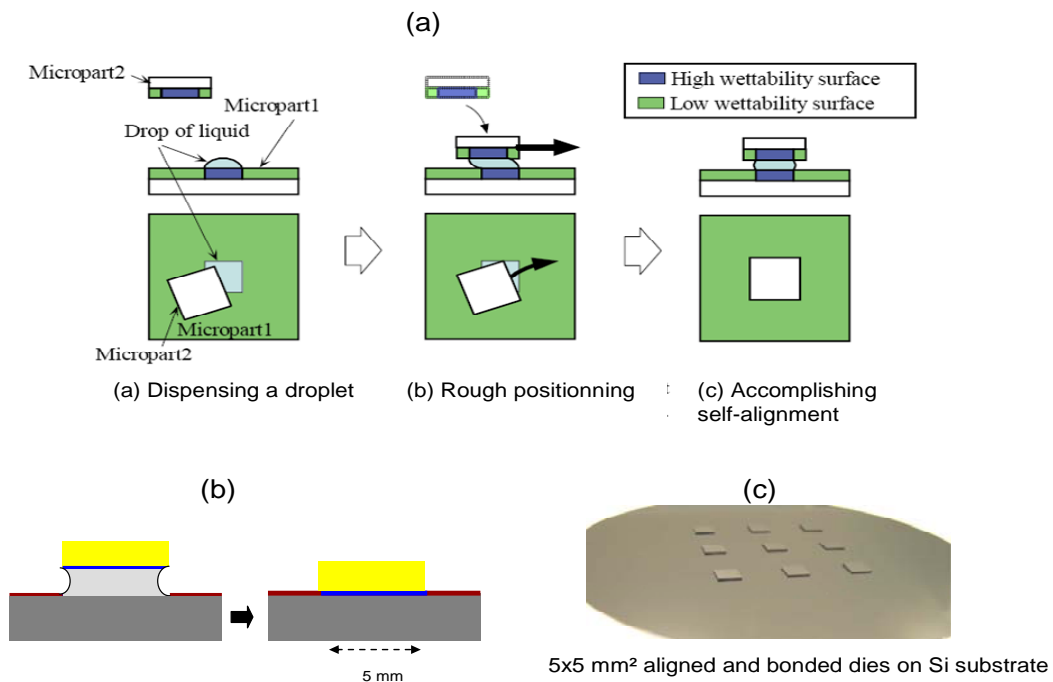 (a)
Micropart2
Micropart1
Drop of liquid
High wettability surface
Low wettability surface
Micropart1
Micropart2
(a) Dispensing a droplet
(b) Rough positionning
(c) Accomplishing
self-alignment
(b)
5 mm
(c)
5x5 mm² aligned and bonded dies on Si substrate